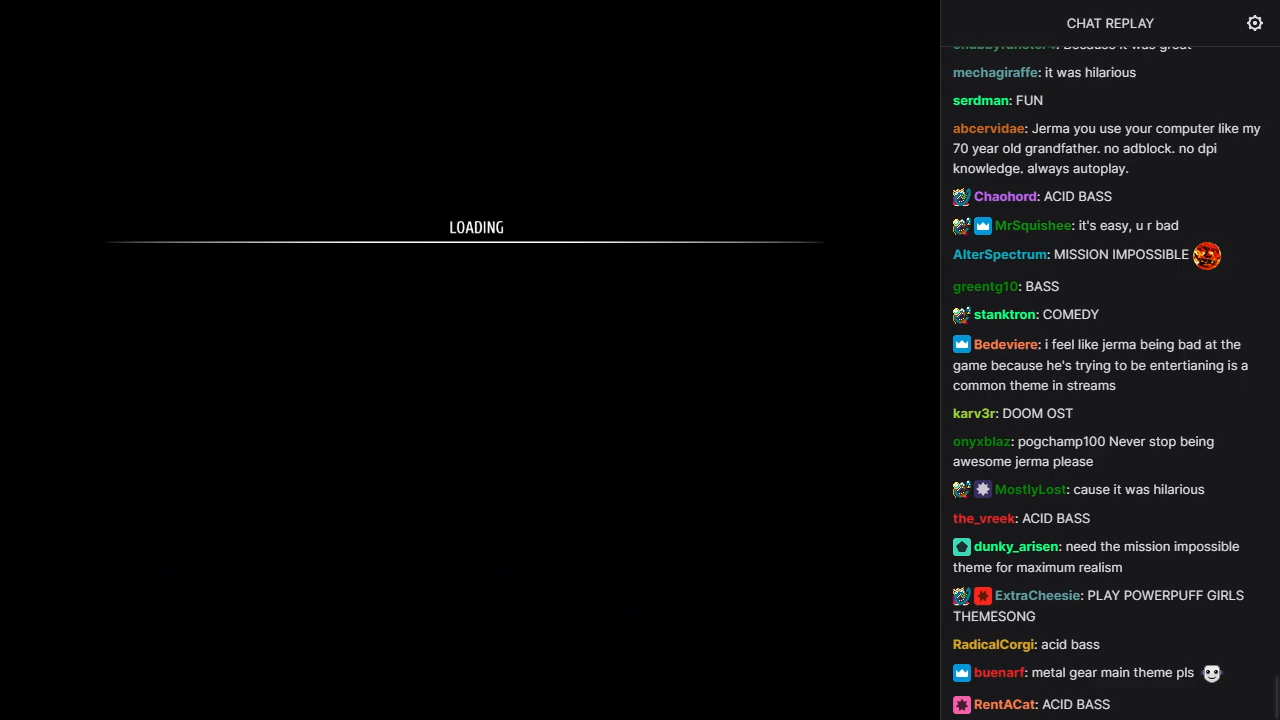 LOADING
CHAT REPLAY
chubbyfunster4: Because it was great
mechagiraffe: it was hilarious
serdman: FUN
abcervidae: Jerma you use your computer like my
70 year old grandfather. no adblock. no dpi
knowledge. always autoplay.
Chaohord: ACID BASS
MrSquishee: it's easy, u r bad
AlterSpectrum: MISSION IMPOSSIBLE
greentg10: BASS
stanktron: COMEDY
Bedeviere: i feel like jerma being bad at the
game because he's trying to be entertianing is a
common theme in streams
karv3r: DOOM OST
onyxblaz: pogchamp100 Never stop being
awesome jerma please
MostlyLost: cause it was hilarious
the_vreek: ACID BASS
dunky_arisen: need the mission impossible
theme for maximum realism
ExtraCheesie: PLAY POWERPUFF GIRLS
THEMESONG
RadicalCorgi: acid bass
buenarf: metal gear main theme pls
RentACat: ACID BASS